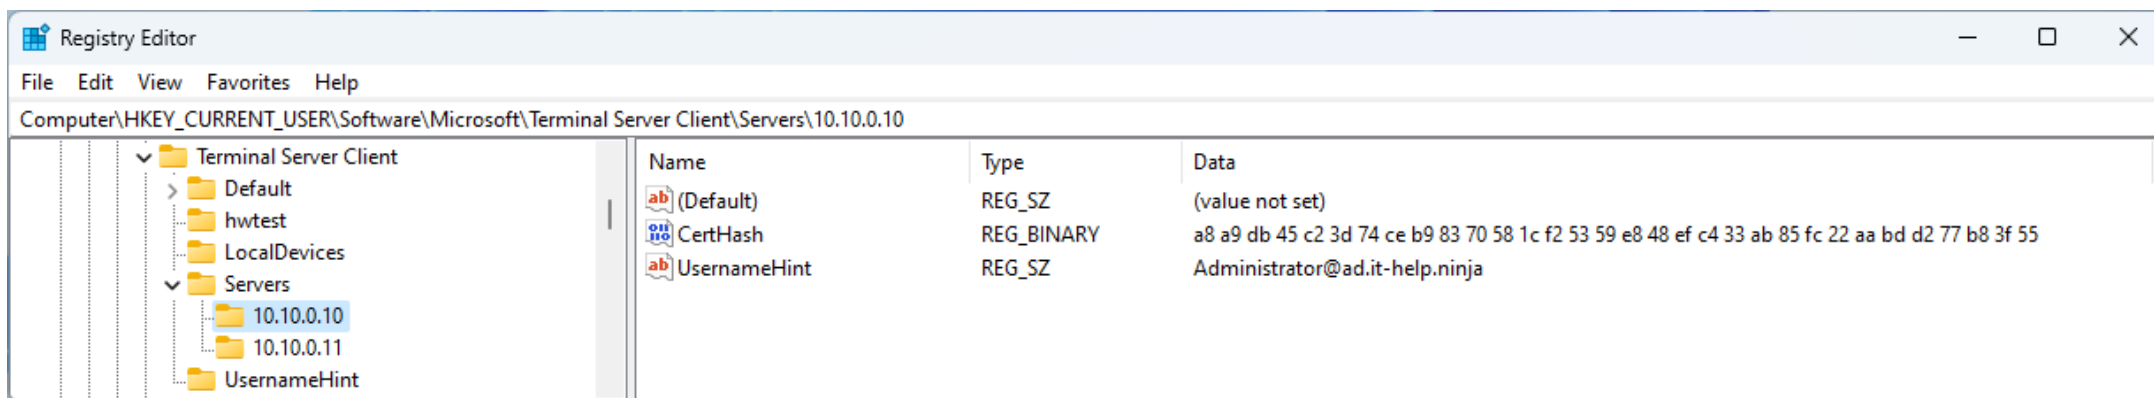 Registry Editor
File Edit View Favorites Help
Computer\HKEY_CURRENT_USER\Software\Microsoft\Terminal Server Client\Servers\10.10.0.10
Terminal Server Client
Default
hwtest
LocalDevices
Servers
10.10.0.10
10.10.0.11
UsernameHint
Name Type Data
(Default) REG_SZ (value not set)
CertHash REG_BINARY a8 a9 db 45 c2 3d 74 ce b9 83 70 58 1c f2 53 59 e8 48 ef c4 33 ab 85 fc 22 aa bd d2 77 b8 3f 55
UsernameHint REG_SZ Administrator@ad.it-help.ninja